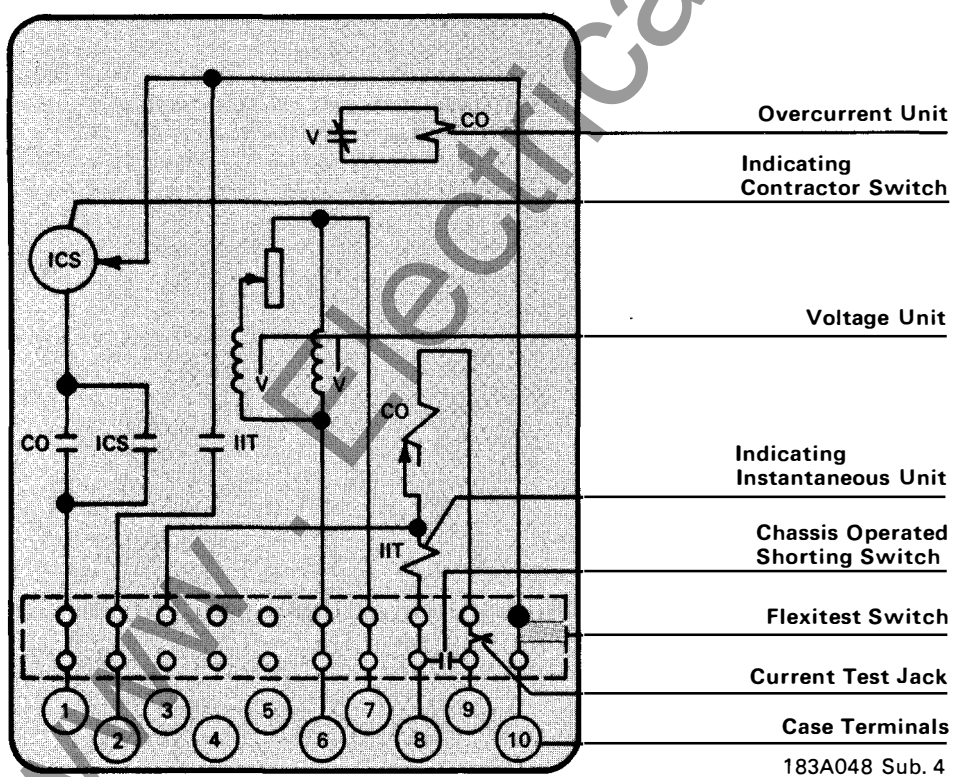 CO
V
Overcurrent Unit
Indicating
Contractor Switch
ICS
Voltage Unit
V V
CO
CO ICS IIT
Indicating
Instantaneous Unit
IIT
Chassis Operated
Shorting Switch
Flexitest Switch
Current Test Jack
1 2 3 4 5 6 7 8 9 10
Case Terminals
183A048 Sub. 4
www. Electrica